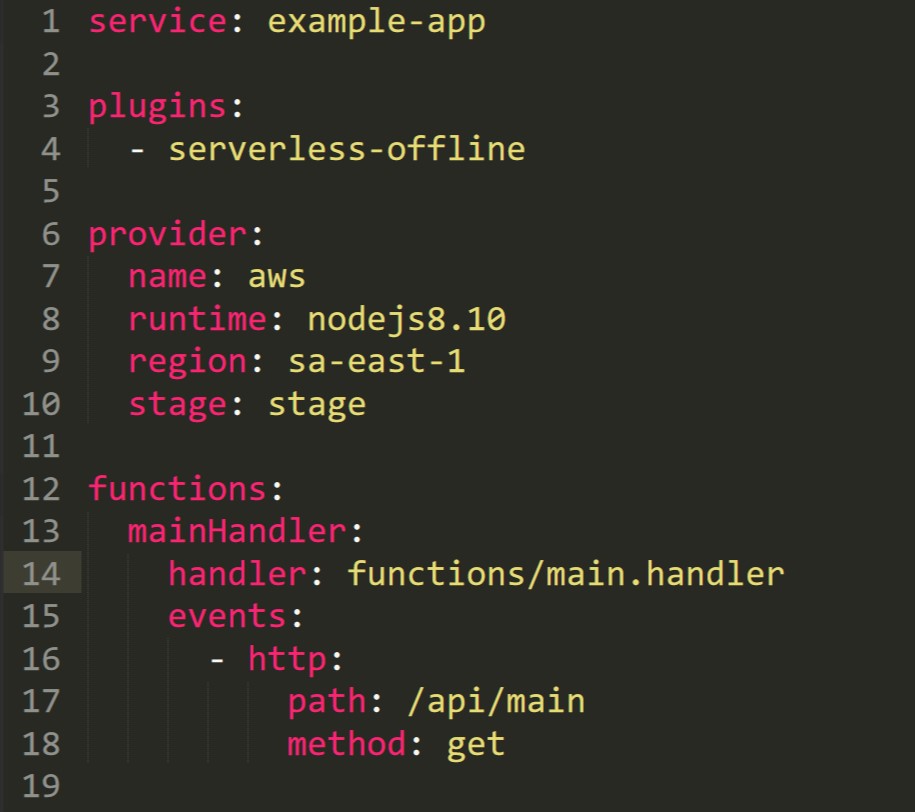 1 service: example-app
2
3 plugins:
4   - serverless-offline
5
6 provider:
7   name: aws
8   runtime: nodejs8.10
9   region: sa-east-1
10   stage: stage
11
12 functions:
13   mainHandler:
14     handler: functions/main.handler
15     events:
16       - http:
17           path: /api/main
18           method: get
19